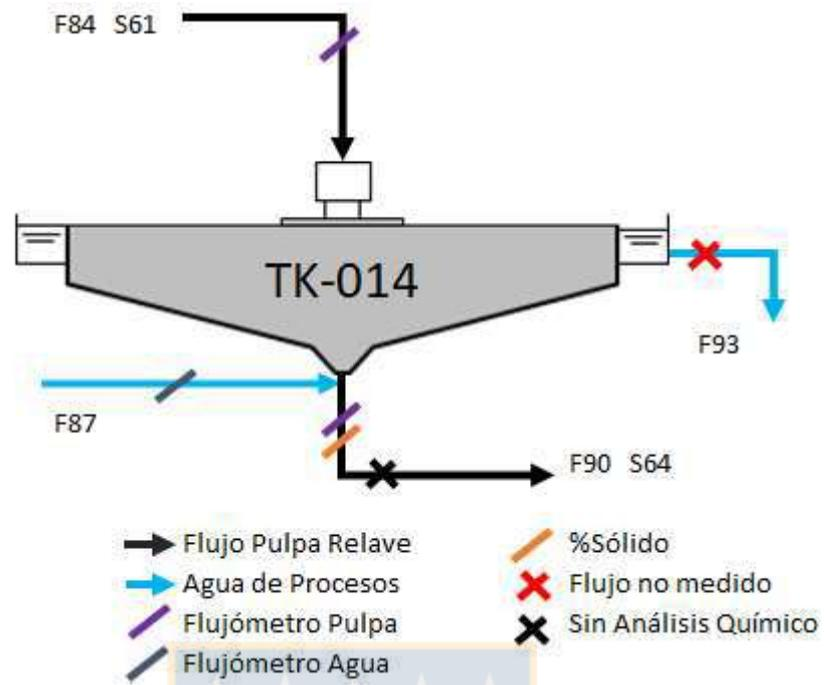 F84 S61
TK-014
F93
F87
F90 S64
Flujo Pulpa Relave
%Sólido
Agua de Procesos
Flujo no medido
Flujómetro Pulpa
Sin Análisis Químico
Flujómetro Agua